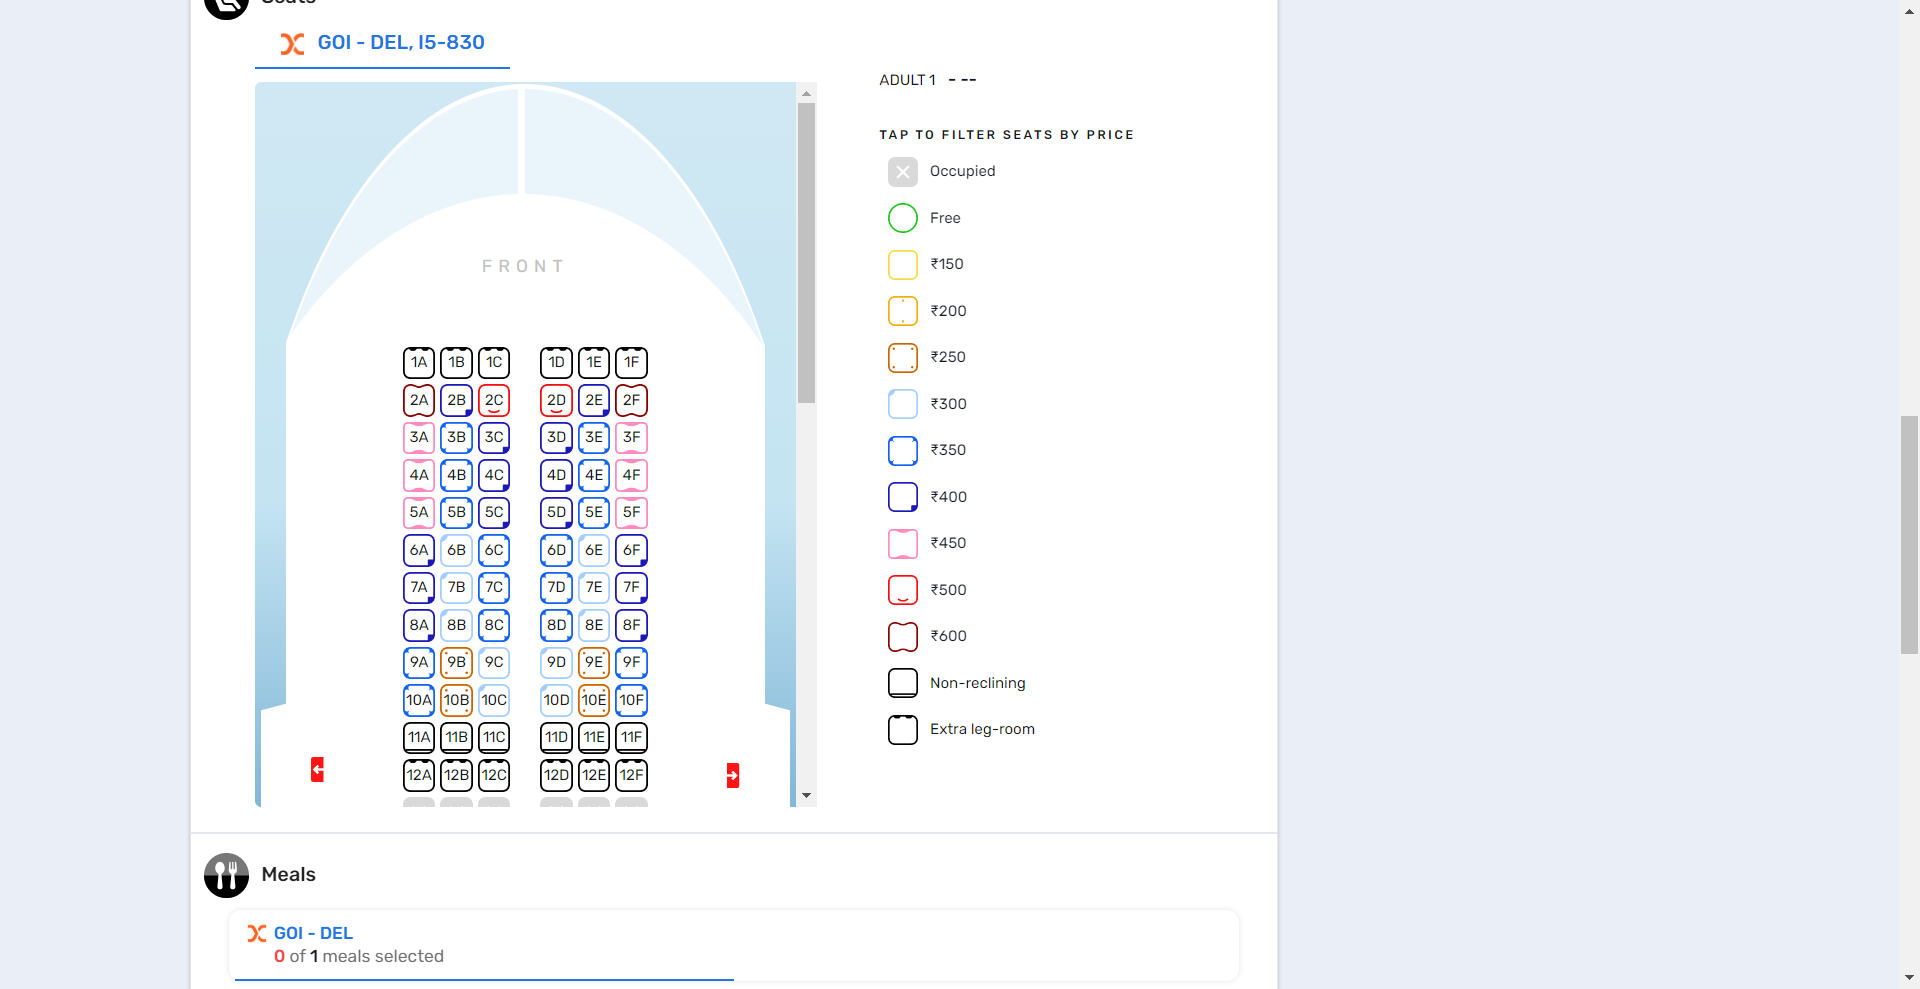 GOI - DEL, I5-830
ADULT 1 - --
TAP TO FILTER SEATS BY PRICE
Occupied
Free
₹150
₹200
₹250
₹300
₹350
₹400
₹450
₹500
₹600
Non-reclining
Extra leg-room
FRONT
1A 1B 1C 1D 1E 1F
2A 2B 2C 2D 2E 2F
3A 3B 3C 3D 3E 3F
4A 4B 4C 4D 4E 4F
5A 5B 5C 5D 5E 5F
6A 6B 6C 6D 6E 6F
7A 7B 7C 7D 7E 7F
8A 8B 8C 8D 8E 8F
9A 9B 9C 9D 9E 9F
10A 10B 10C 10D 10E 10F
11A 11B 11C 11D 11E 11F
12A 12B 12C 12D 12E 12F
Meals
GOI - DEL
0 of 1 meals selected